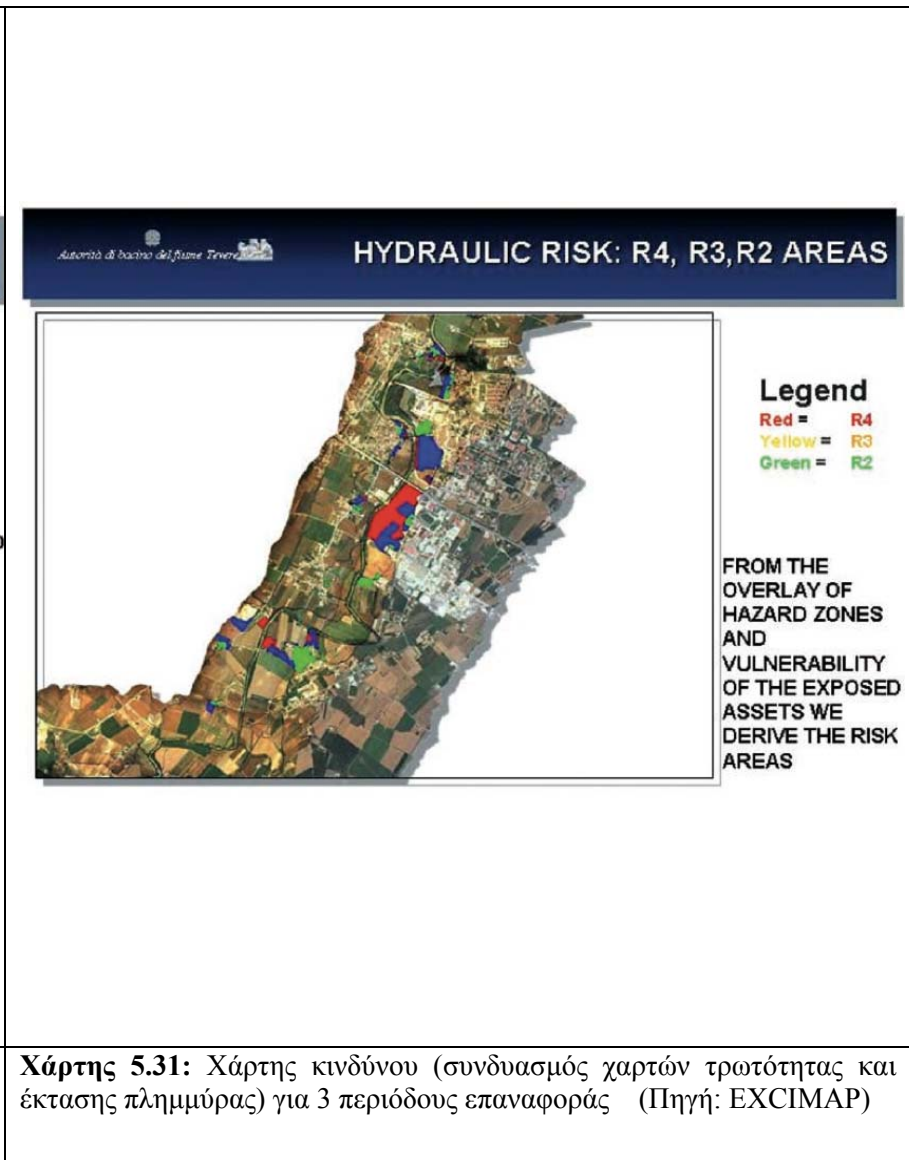 Autorità di bacino del fiume Tevere
HYDRAULIC RISK: R4, R3,R2 AREAS
Legend
Red = R4
Yellow = R3
Green = R2
FROM THE
OVERLAY OF
HAZARD ZONES
AND
VULNERABILITY
OF THE EXPOSED
ASSETS WE
DERIVE THE RISK
AREAS
Χάρτης 5.31: Χάρτης κινδύνου (συνδυασμός χαρτών τρωτότητας και
έκτασης πλημμύρας) για 3 περιόδους επαναφοράς (Πηγή: EXCIMAP)